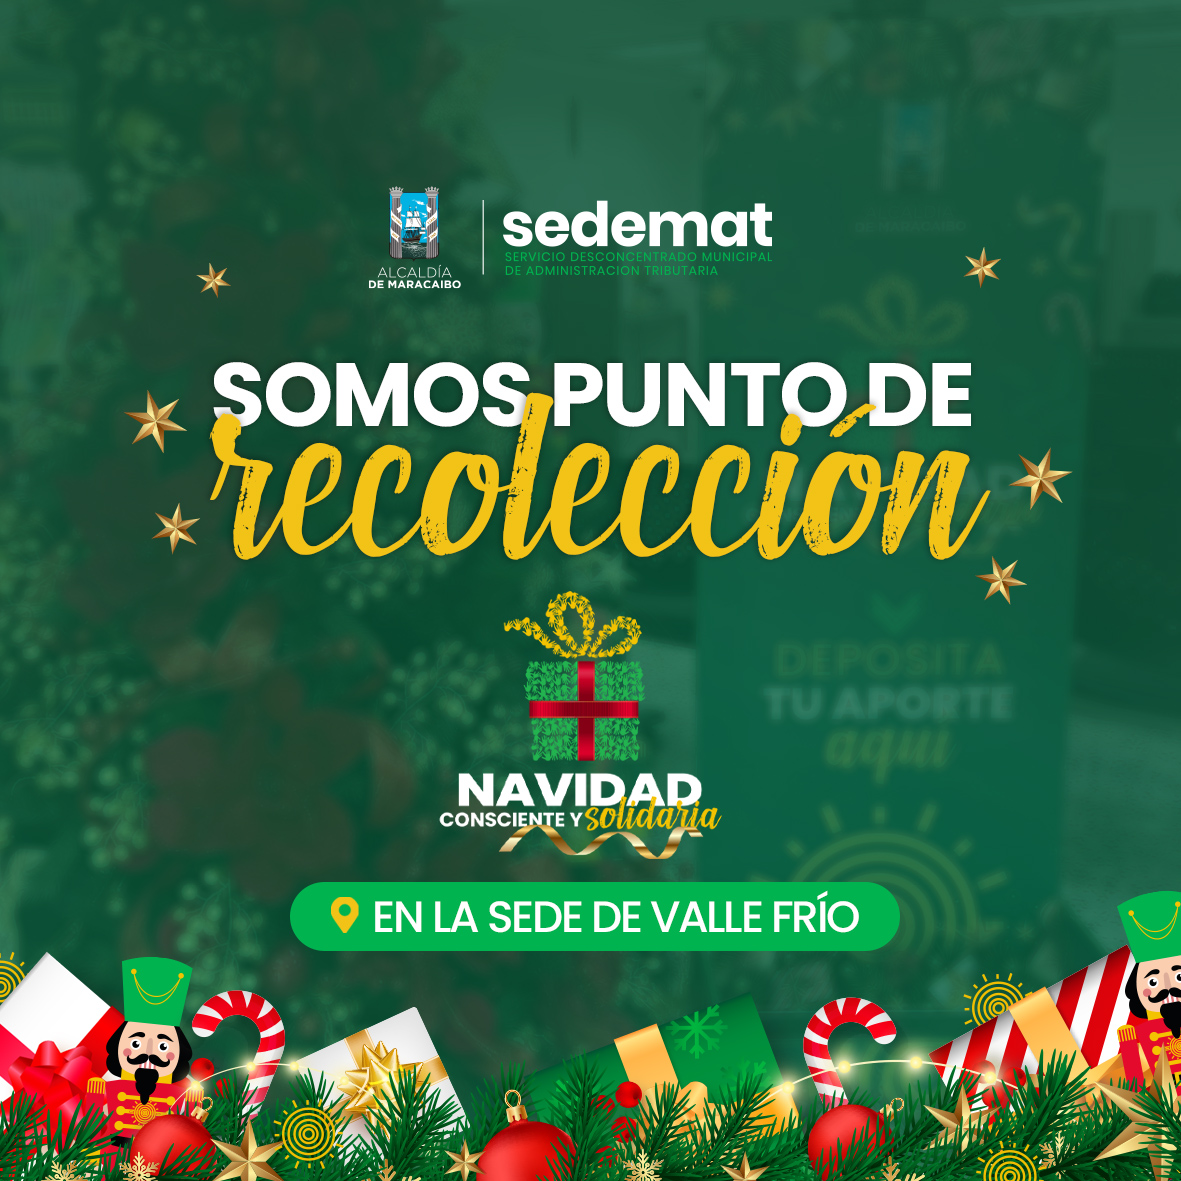 ALCALDÍA
DE MARACAIBO
sedemat
SERVICIO DESCONCENTRADO MUNICIPAL
DE ADMINISTRACION TRIBUTARIA
SOMOS PUNTO DE
recolección
NAVIDAD
CONSCIENTE Y solidaria
DEPOSITA
TU APORTE
aquí
EN LA SEDE DE VALLE FRÍO